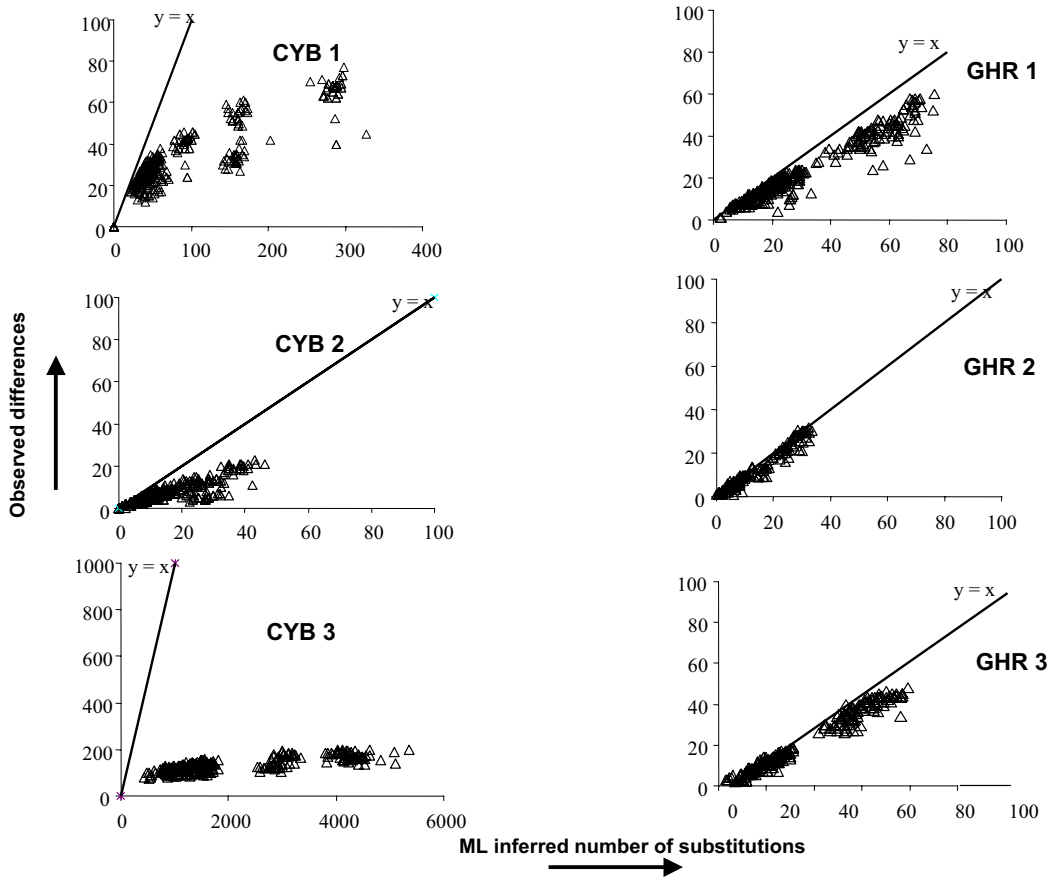 Observed differences
y = x
CYB 1
100
80
60
40
20
0
0 100 200 300 400
y = x
GHR 1
100
80
60
40
20
0
0 20 40 60 80 100
y = x
CYB 2
100
80
60
40
20
0
0 20 40 60 80 100
y = x
GHR 2
100
80
60
40
20
0
0 20 40 60 80 100
y = x
CYB 3
1000
800
600
400
200
0
0 2000 4000 6000
y = x
GHR 3
100
80
60
40
20
0
0 20 40 60 80 100
ML inferred number of substitutions